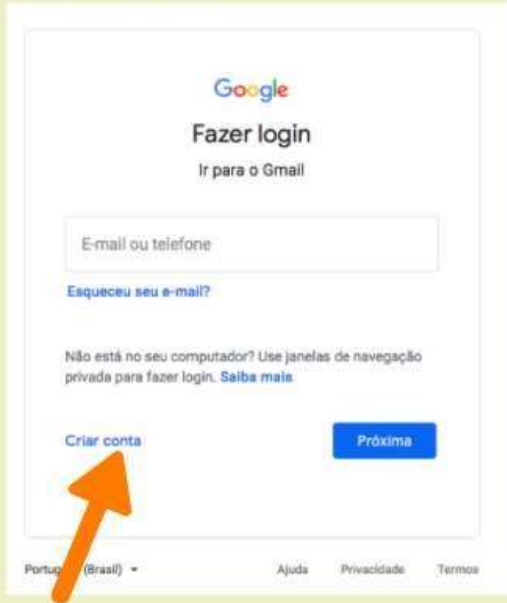 Google
Fazer login
Ir para o Gmail
E-mail ou telefone
Esqueceu seu e-mail?
Não está no seu computador? Use janelas de navegação
privada para fazer login. Saiba mais
Criar conta
Próxima
(Brasil)
Ajuda
Privacidade
Termos